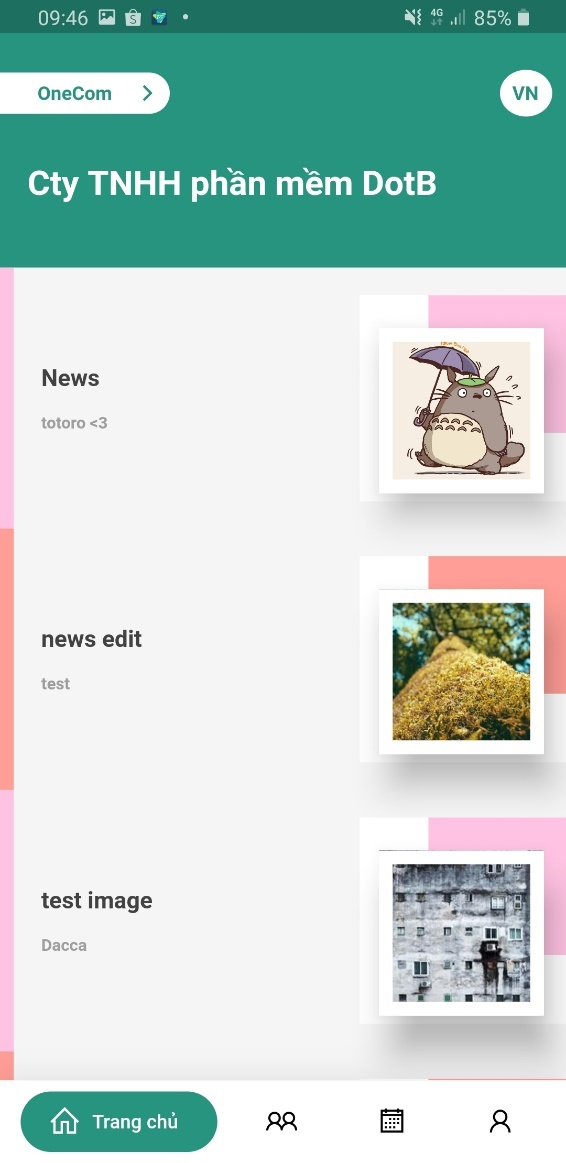 09:46
4G
85%
OneCom
VN
Cty TNHH phần mềm DotB
News
totoro <3
news edit
test
test image
Dacca
Trang chủ